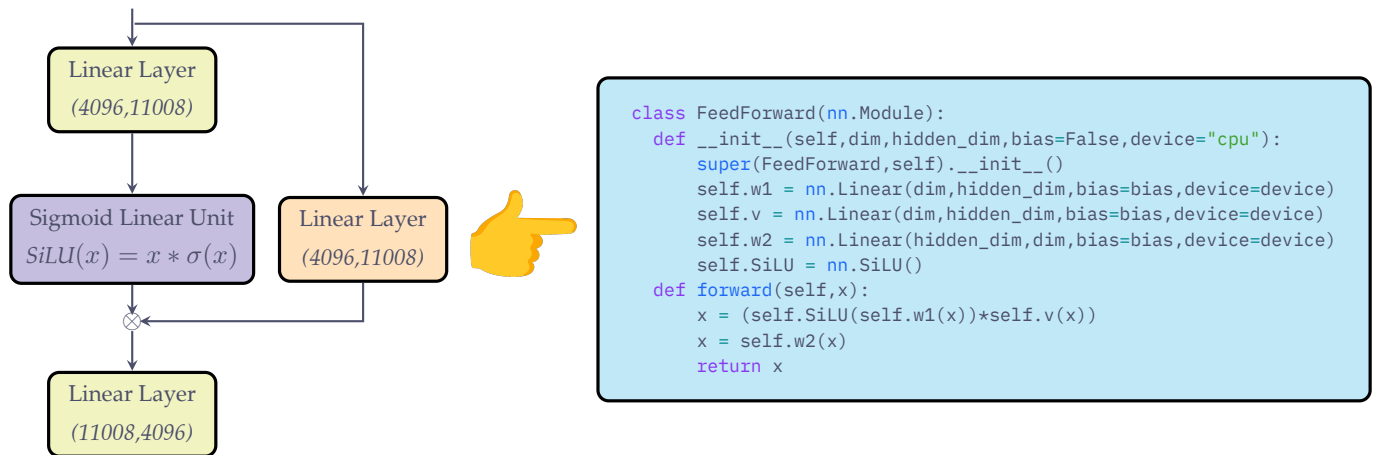 Linear Layer
(4096,11008)
Sigmoid Linear Unit
SiLU(x) = x * σ(x)
Linear Layer
(4096,11008)
Linear Layer
(11008,4096)
class FeedForward(nn.Module):
  def __init__(self,dim,hidden_dim,bias=False,device="cpu"):
      super(FeedForward,self).__init__()
      self.w1 = nn.Linear(dim,hidden_dim,bias=bias,device=device)
      self.v = nn.Linear(dim,hidden_dim,bias=bias,device=device)
      self.w2 = nn.Linear(hidden_dim,dim,bias=bias,device=device)
      self.SiLU = nn.SiLU()
  def forward(self,x):
      x = (self.SiLU(self.w1(x))*self.v(x))
      x = self.w2(x)
      return x